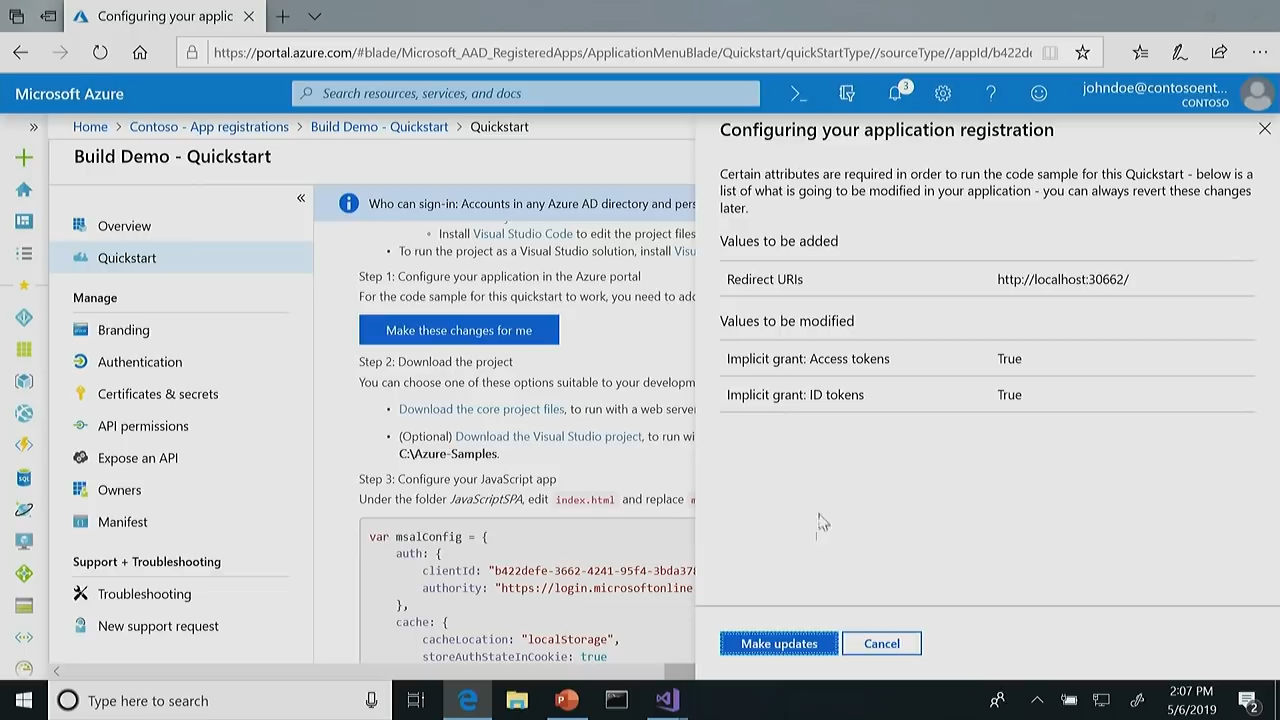 Configuring your applic
https://portal.azure.com/#blade/Microsoft_AAD_RegisteredApps/ApplicationMenuBlade/Quickstart/quickStartType//sourceType//appId/b422de
Microsoft Azure
Search resources, services, and docs
3
johndoe@contosoent...
CONTOSO
Home > Contoso - App registrations > Build Demo - Quickstart > Quickstart
Build Demo - Quickstart
Overview
Quickstart
Manage
Branding
Authentication
Certificates & secrets
API permissions
Expose an API
Owners
Manifest
Support + Troubleshooting
Troubleshooting
New support request
Who can sign-in: Accounts in any Azure AD directory and pers
Install Visual Studio Code to edit the project files
To run the project as a Visual Studio solution, install Visu
Step 1: Configure your application in the Azure portal
For the code sample for this quickstart to work, you need to add
Make these changes for me
Step 2: Download the project
You can choose one of these options suitable to your developm
Download the core project files, to run with a web server
(Optional) Download the Visual Studio project, to run wi
C:\Azure-Samples.
Step 3: Configure your JavaScript app
Under the folder JavaScriptSPA, edit index.html and replace m
var msalConfig = {
auth: {
clientId: "b422defe-3662-4241-95f4-3bda378
authority: "https://login.microsoftonline
},
cache: {
cacheLocation: "localStorage",
storeAuthStateInCookie: true
Configuring your application registration
Certain attributes are required in order to run the code sample for this Quickstart - below is a
list of what is going to be modified in your application - you can always revert these changes
later.
Values to be added
Redirect URIs http://localhost:30662/
Values to be modified
Implicit grant: Access tokens True
Implicit grant: ID tokens True
Make updates
Cancel
Type here to search
2:07 PM
5/6/2019
2